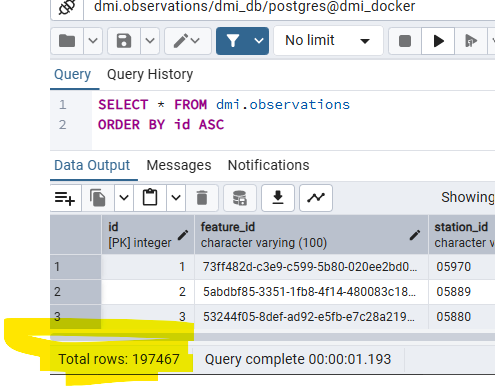 dmi.observations/dmi_db/postgres@dmi_docker
No limit
Query Query History
1 SELECT * FROM dmi.observations
2 ORDER BY id ASC
Data Output Messages Notifications
Showing
id feature_id station_id
[PK] integer character varying (100) character v
1 1 73ff482d-c3e9-c599-5b80-020ee2bd0… 05970
2 2 5abdbf85-3351-1fb8-4f14-480083c18… 05889
3 3 53244f05-8def-ad92-e5fb-e7c28a219… 05880
Total rows: 197467 Query complete 00:00:01.193